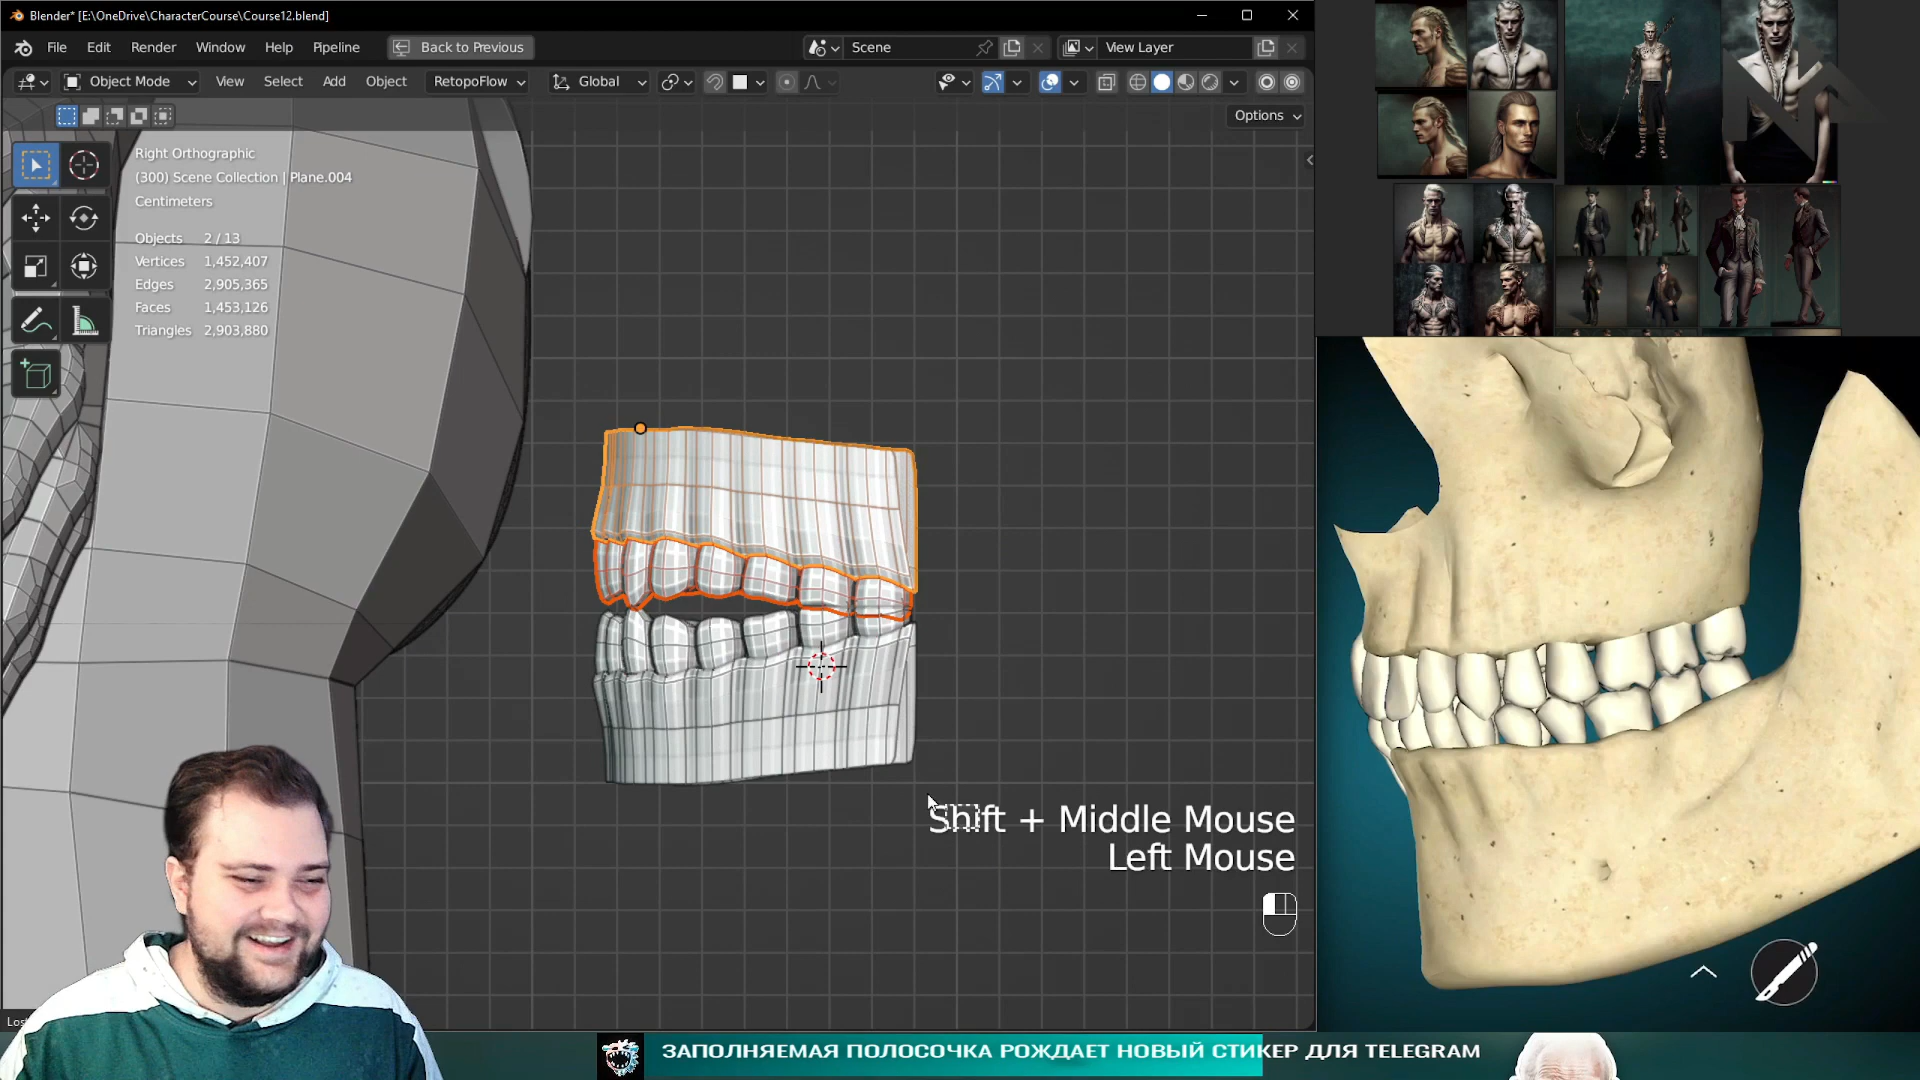 Blender* [E:\OneDrive\CharacterCourse\Course12.blend]
File Edit Render Window Help Pipeline Back to Previous Scene View Layer
Object Mode View Select Add Object RetopoFlow Global
Options
Right Orthographic
(300) Scene Collection | Plane.004
Centimeters
Objects 2 / 13
Vertices 1,452,407
Edges 2,905,365
Faces 1,453,126
Triangles 2,903,880
Shift + Middle Mouse
Left Mouse
ЗАПОЛНЯЕМАЯ ПОЛОСОЧКА РОЖДАЕТ НОВЫЙ СТИКЕР ДЛЯ TELEGRAM